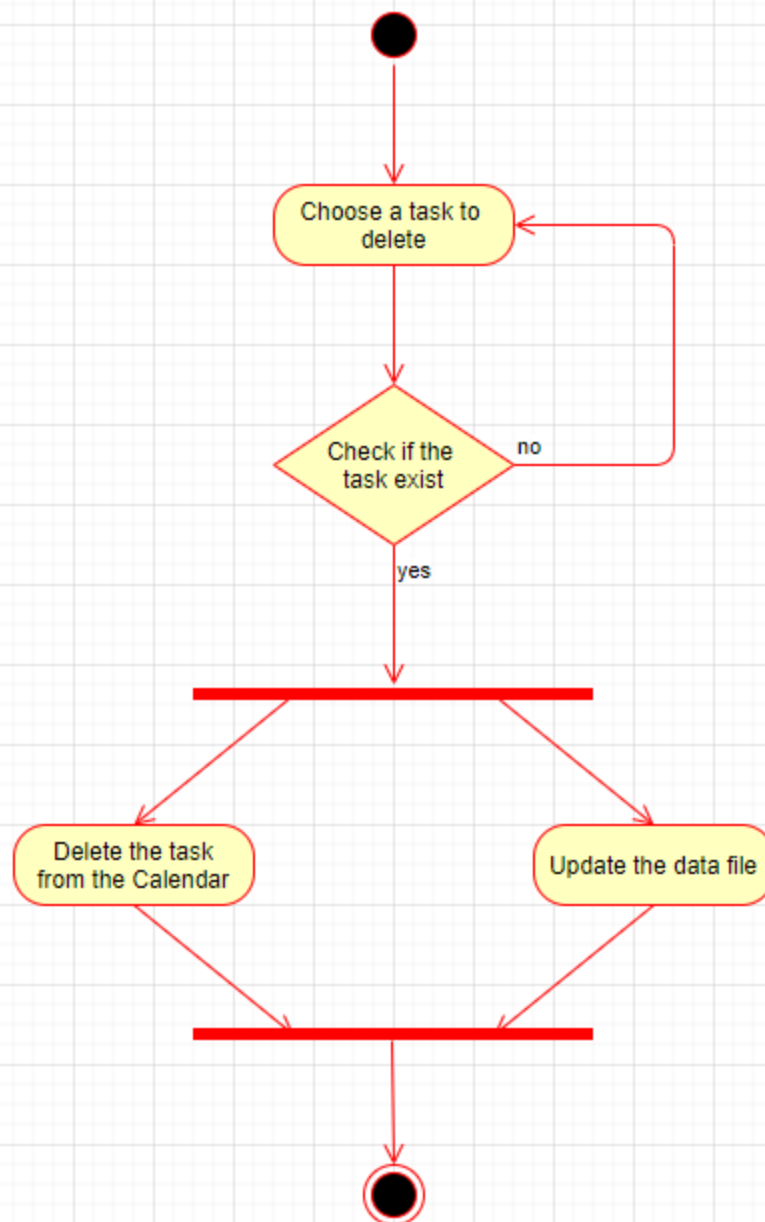 Choose a task to
delete
Check if the
task exist
no
yes
Delete the task
from the Calendar
Update the data file